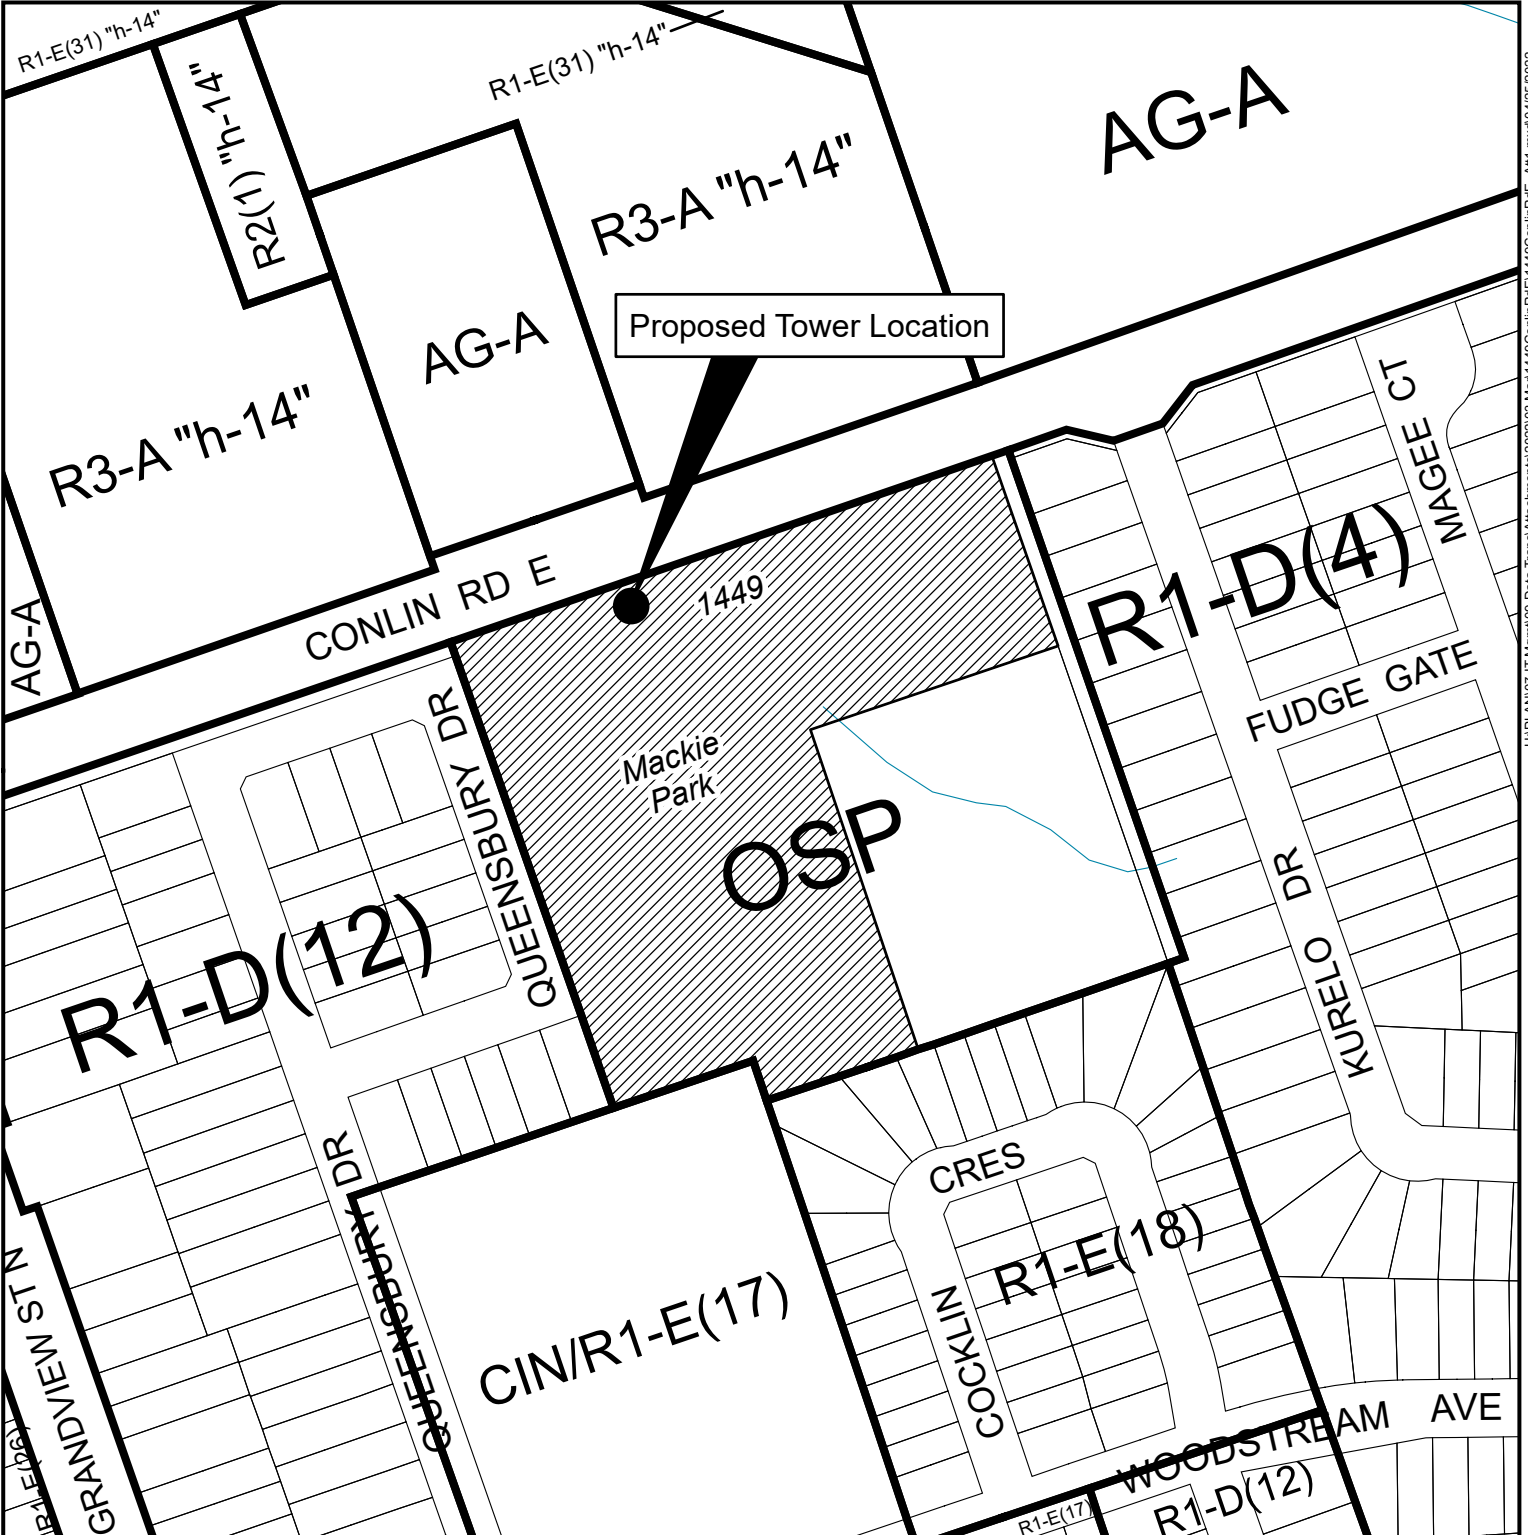 R1-E(31) "h-14"
R2(1) "h-14"
R1-E(31) "h-14"
AG-A
R3-A "h-14"
AG-A
Proposed Tower Location
R3-A "h-14"
AG-A
CONLIN RD E
1449
MAGEE CT
R1-D(4)
FUDGE GATE
QUEENSBURY DR
Mackie
Park
OSP
R1-D(12)
KURELO DR
QUEENSBURY DR
CRES
R1-E(18)
COCKLIN
CIN/R1-E(17)
GRANDVIEW ST N
R1-E(26)
WOODSTREAM AVE
R1-E(17)
R1-D(12)